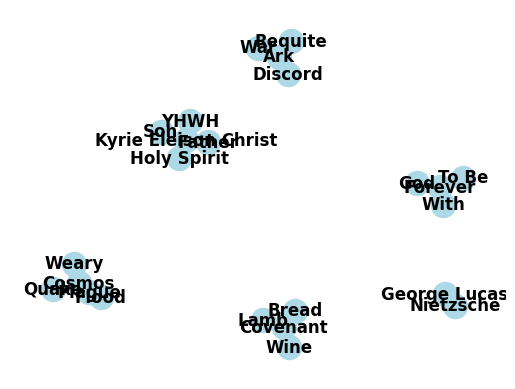 Requite
War
Ark
Discord
YHWH
Son
Kyrie Eleison Christ
Father
Holy Spirit
To Be
God
Forever
With
Weary
Cosmos
Quake
Plague
Flood
George Lucas
Nietzsche
Bread
Lamb
Covenant
Wine